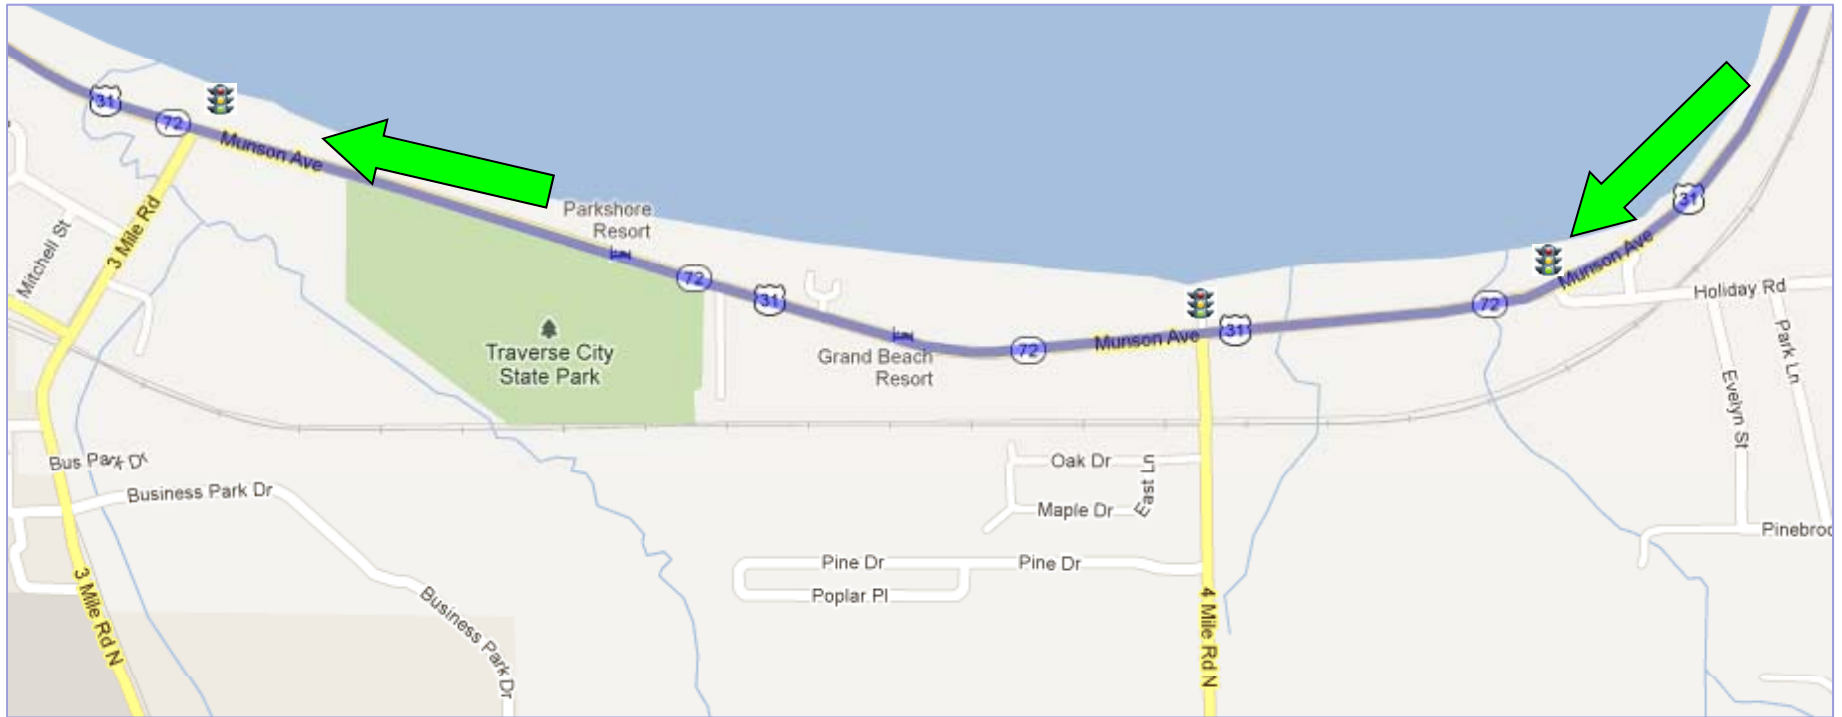 31
72
Munson Ave
3 Mile Rd
Mitchell St
Parkshore
Resort
72
31
Traverse City
State Park
Grand Beach
Resort
72
Munson Ave
31
72
Munson Ave
31
Holiday Rd
Park Ln
Evelyn St
Pinebroo
Bus Park Dr
Business Park Dr
Business Park Dr
3 Mile Rd N
Oak Dr
East Ln
Maple Dr
Pine Dr
Pine Dr
Poplar Pl
4 Mile Rd N